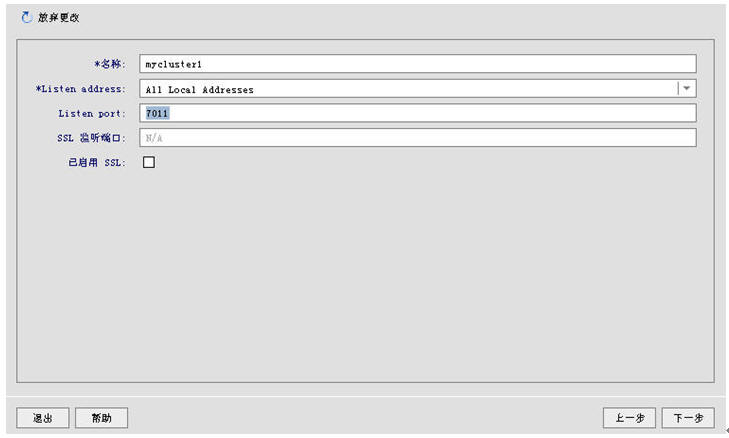 放弃更改
*名称: mycluster1
*Listen address: All Local Addresses
Listen port: 7011
SSL 监听端口: N/A
已启用 SSL:
退出 帮助 上一步 下一步